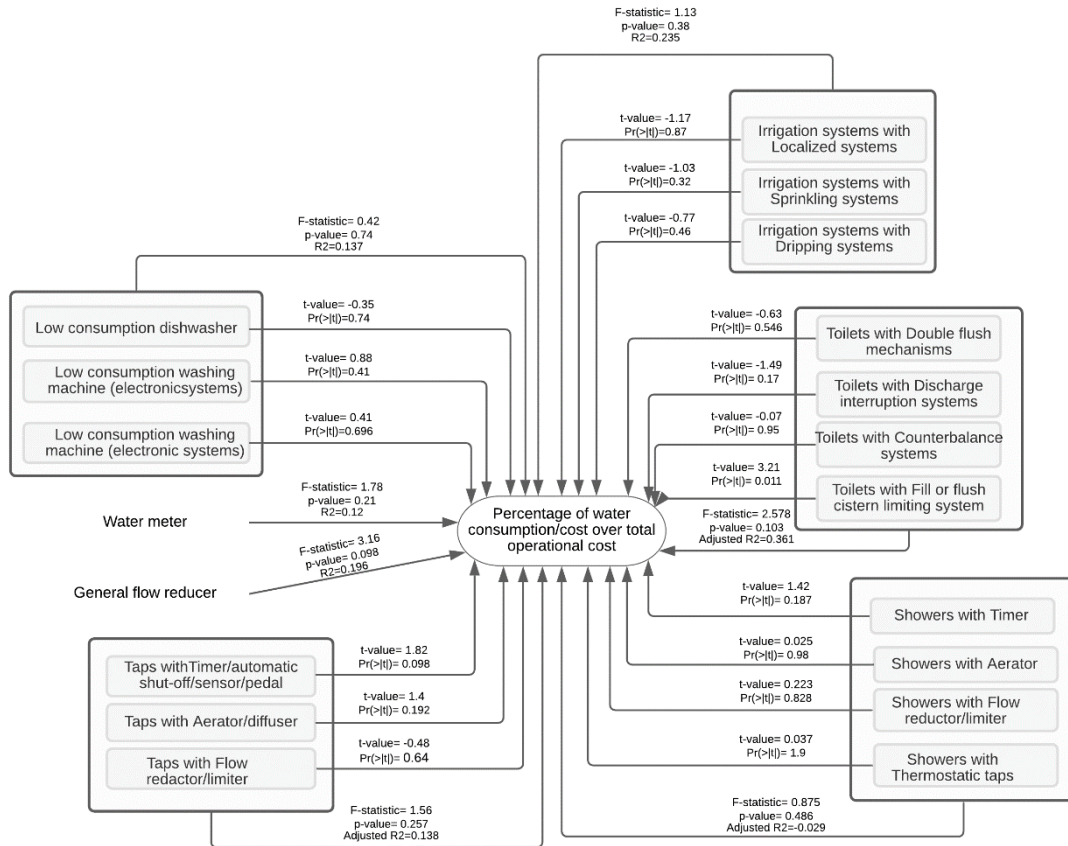 F-statistic= 1.13
p-value= 0.38
R2=0.235
t-value= -1.17
Pr(>|t|)=0.87
Irrigation systems with
Localized systems
t-value= -1.03
Pr(>|t|)=0.32
Irrigation systems with
Sprinkling systems
t-value= -0.77
Pr(>|t|)=0.46
Irrigation systems with
Dripping systems
F-statistic= 0.42
p-value= 0.74
R2=0.137
Low consumption dishwasher
t-value= -0.35
Pr(>|t|)=0.74
Low consumption washing
machine (electronicsystems)
t-value= 0.88
Pr(>|t|)=0.41
Low consumption washing
machine (electronic systems)
t-value= 0.41
Pr(>|t|)=0.696
t-value= -0.63
Pr(>|t|)= 0.546
Toilets with Double flush
mechanisms
t-value= -1.49
Pr(>|t|)= 0.17
Toilets with Discharge
interruption systems
t-value= -0.07
Pr(>|t|)= 0.95
Toilets with Counterbalance
systems
t-value= 3.21
Pr(>|t|)= 0.011
Toilets with Fill or flush
cistern limiting system
F-statistic= 2.578
p-value= 0.103
Adjusted R2=0.361
Water meter
F-statistic= 1.78
p-value= 0.21
R2=0.12
Percentage of water
consumption/cost over total
operational cost
General flow reducer
F-statistic= 3.16
p-value= 0.098
R2=0.196
Taps withTimer/automatic
shut-off/sensor/pedal
t-value= 1.82
Pr(>|t|)= 0.098
Taps with Aerator/diffuser
t-value= 1.4
Pr(>|t|)= 0.192
Taps with Flow
redactor/limiter
t-value= -0.48
Pr(>|t|)= 0.64
F-statistic= 1.56
p-value= 0.257
Adjusted R2=0.138
t-value= 1.42
Pr(>|t|)= 0.187
Showers with Timer
t-value= 0.025
Pr(>|t|)= 0.98
Showers with Aerator
t-value= 0.223
Pr(>|t|)= 0.828
Showers with Flow
reductor/limiter
t-value= 0.037
Pr(>|t|)= 1.9
Showers with
Thermostatic taps
F-statistic= 0.875
p-value= 0.486
Adjusted R2=-0.029